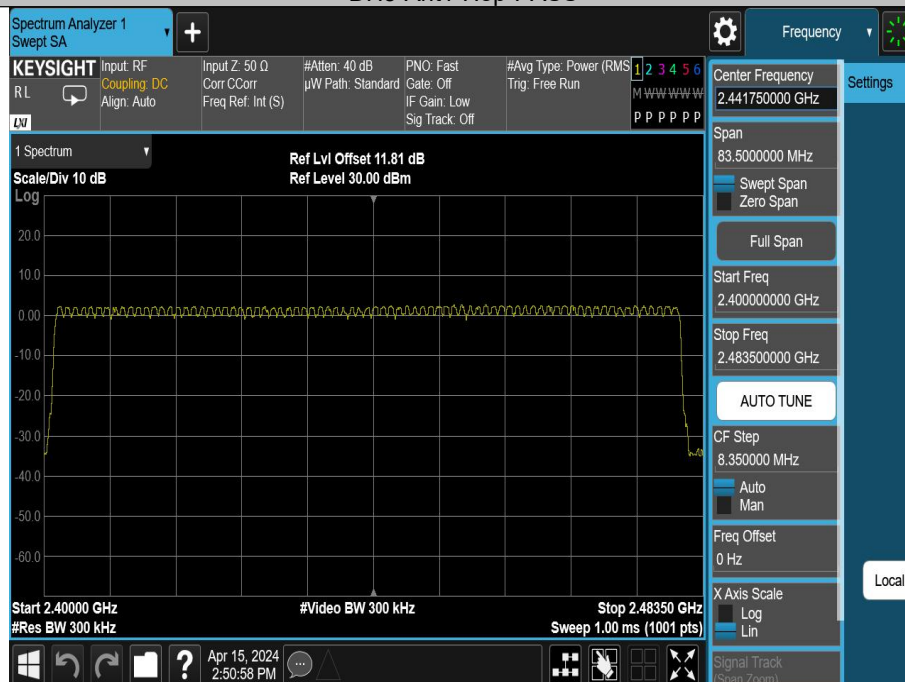 Spectrum Analyzer 1
Swept SA
Frequency
KEYSIGHT
RL
LXI
Input: RF
Coupling: DC
Align: Auto
Input Z: 50 Ω
Corr CCorr
Freq Ref: Int (S)
#Atten: 40 dB
µW Path: Standard
PNO: Fast
Gate: Off
IF Gain: Low
Sig Track: Off
#Avg Type: Power (RMS
Trig: Free Run
1 2 3 4 5 6
M W W W W W
P P P P P P
1 Spectrum
Scale/Div 10 dB
Log
Ref Lvl Offset 11.81 dB
Ref Level 30.00 dBm
20.0
10.0
0.00
-10.0
-20.0
-30.0
-40.0
-50.0
-60.0
Start 2.40000 GHz
#Res BW 300 kHz
#Video BW 300 kHz
Stop 2.48350 GHz
Sweep 1.00 ms (1001 pts)
Center Frequency
2.441750000 GHz
Settings
Span
83.5000000 MHz
Swept Span
Zero Span
Full Span
Start Freq
2.400000000 GHz
Stop Freq
2.483500000 GHz
AUTO TUNE
CF Step
8.350000 MHz
Auto
Man
Freq Offset
0 Hz
X Axis Scale
Log
Lin
Local
Signal Track
(Span Zoom)
?
Apr 15, 2024
2:50:58 PM